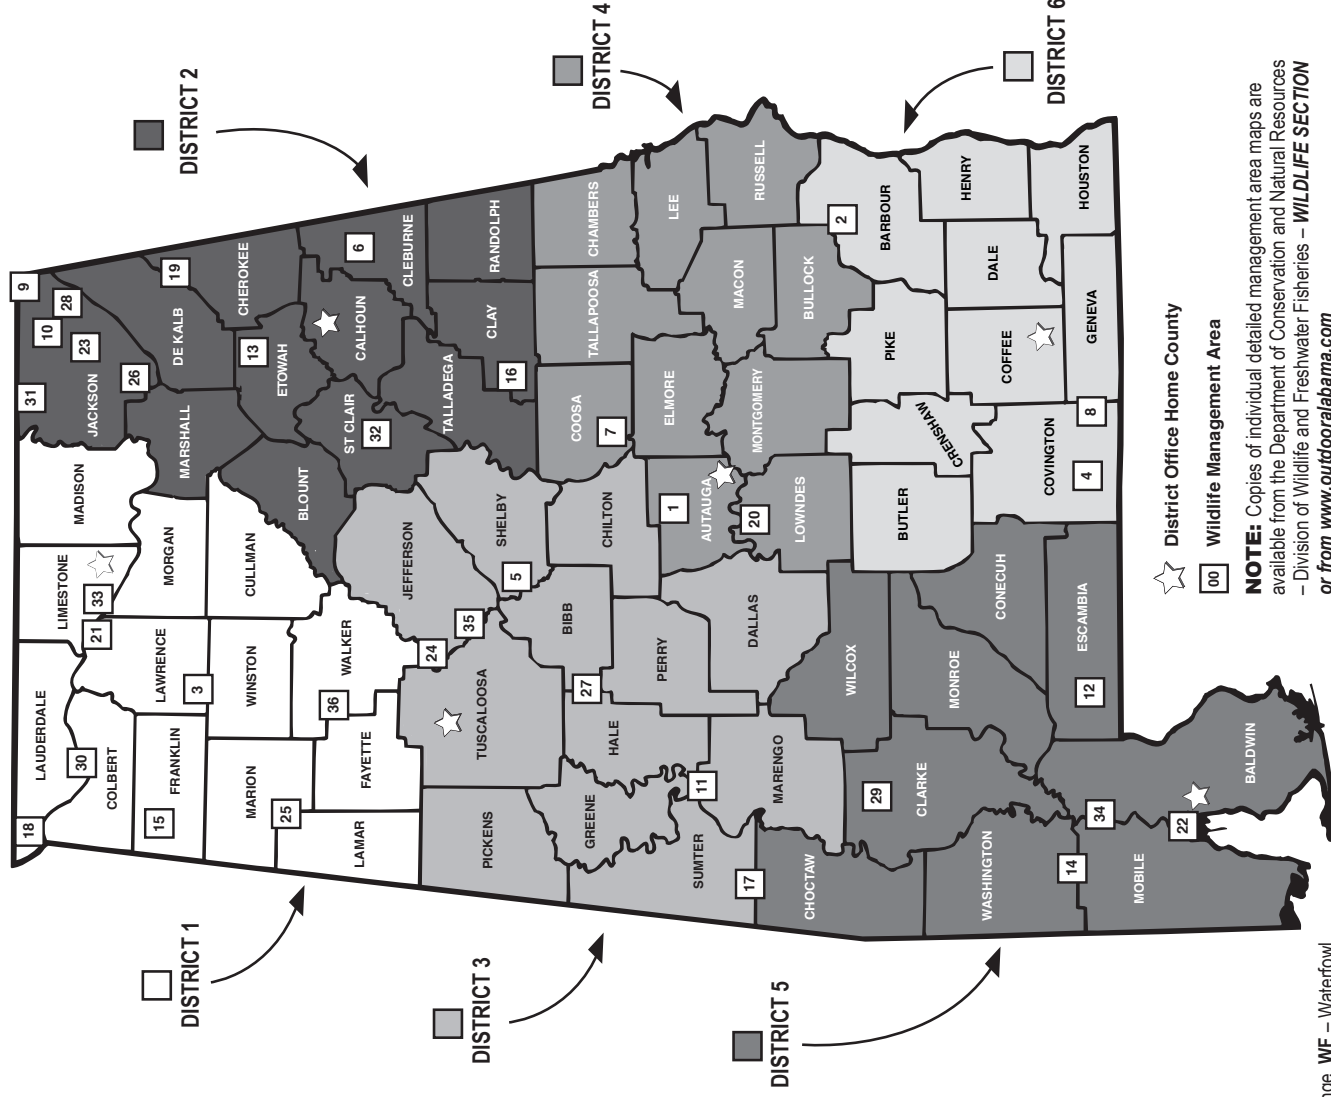 18
9
31
LAUDERDALE
10
LIMESTONE
28
30
MADISON
23
COLBERT
21
33
JACKSON
26
15
LAWRENCE
MORGAN
19
FRANKLIN
3
MARSHALL
DE KALB
DISTRICT 1
DISTRICT 2
MARION
WINSTON
CULLMAN
13
CHEROKEE
25
ETOWAH
BLOUNT
36
WALKER
ST CLAIR
CALHOUN
6
LAMAR
FAYETTE
32
JEFFERSON
CLEBURNE
24
TALLADEGA
35
DISTRICT 3
PICKENS
TUSCALOOSA
SHELBY
CLAY
RANDOLPH
5
16
BIBB
COOSA
TALLAPOOSA
CHAMBERS
DISTRICT 4
27
GREENE
HALE
CHILTON
7
PERRY
ELMORE
LEE
1
SUMTER
11
AUTAUGA
MACON
17
20
DALLAS
MONTGOMERY
RUSSELL
DISTRICT 5
MARENGO
LOWNDES
BULLOCK
CHOCTAW
WILCOX
2
29
PIKE
BARBOUR
CLARKE
BUTLER
CRENSHAW
MONROE
HENRY
WASHINGTON
CONECUH
COFFEE
DALE
DISTRICT 6
14
COVINGTON
34
12
ESCAMBIA
4
8
GENEVA
HOUSTON
MOBILE
22
BALDWIN
District Office Home County
00 Wildlife Management Area
NOTE: Copies of individual detailed management area maps are
available from the Department of Conservation and Natural Resources
– Division of Wildlife and Freshwater Fisheries – WILDLIFE SECTION
or from www.outdooralabama.com
WF – Waterfowl